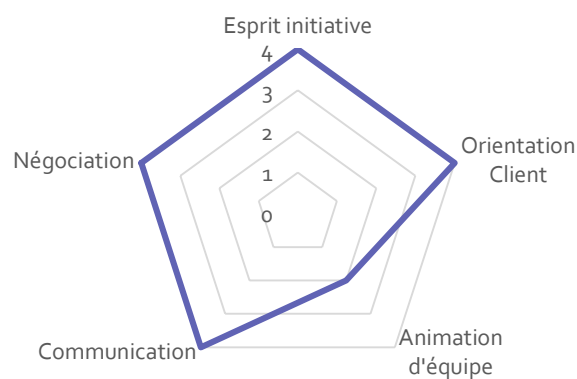 Esprit initiative
4
3
2
1
0
Orientation
Client
Négociation
Communication
Animation
d'équipe